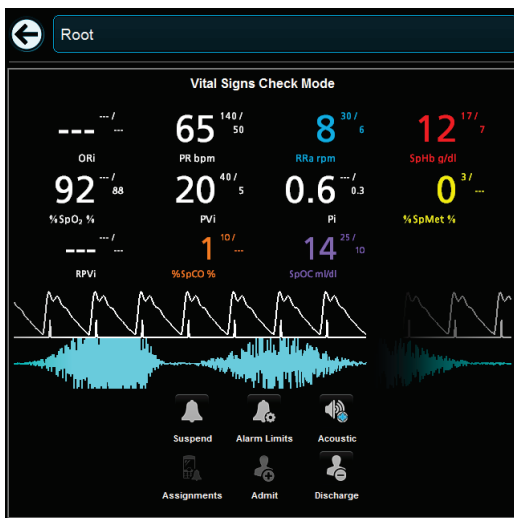 Root
Vital Signs Check Mode
--- --- / --- 65 140 / 50 8 30 / 6 12 17 / 7
ORi PR bpm RRa rpm SpHb g/dl
92 --- / 88 20 40 / 5 0.6 --- / 0.3 0 3 / ---
%SpO₂ % PVi Pi %SpMet %
--- --- / --- 1 10 / --- 14 25 / 10
RPVi %SpCO % SpOC ml/dl
Suspend Alarm Limits Acoustic
Assignments Admit Discharge